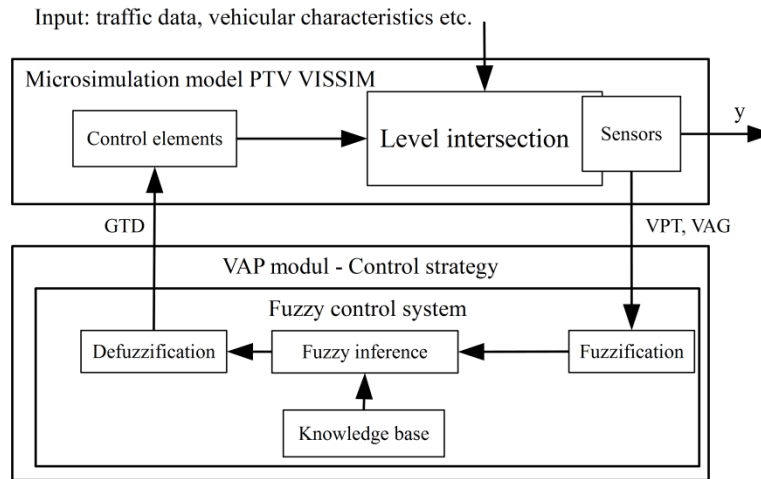 Input: traffic data, vehicular characteristics etc.
Microsimulation model PTV VISSIM
Control elements
Level intersection
Sensors
y
GTD
VPT, VAG
VAP modul - Control strategy
Fuzzy control system
Defuzzification
Fuzzy inference
Fuzzification
Knowledge base